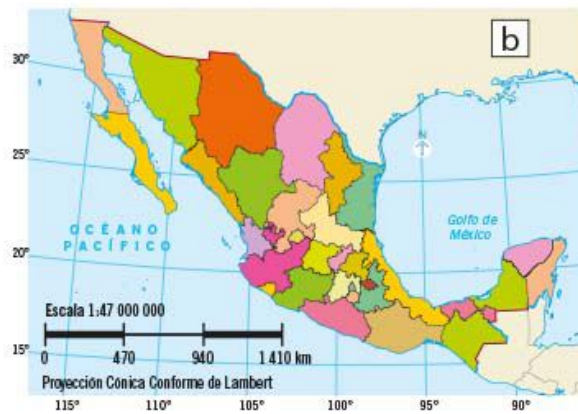 b
30°
25°
20°
15°
N
OCÉANO
PACÍFICO
Golfo de
México
Escala 1:47 000 000
0 470 940 1 410 km
Proyección Cónica Conforme de Lambert
115° 110° 105° 100° 95° 90°